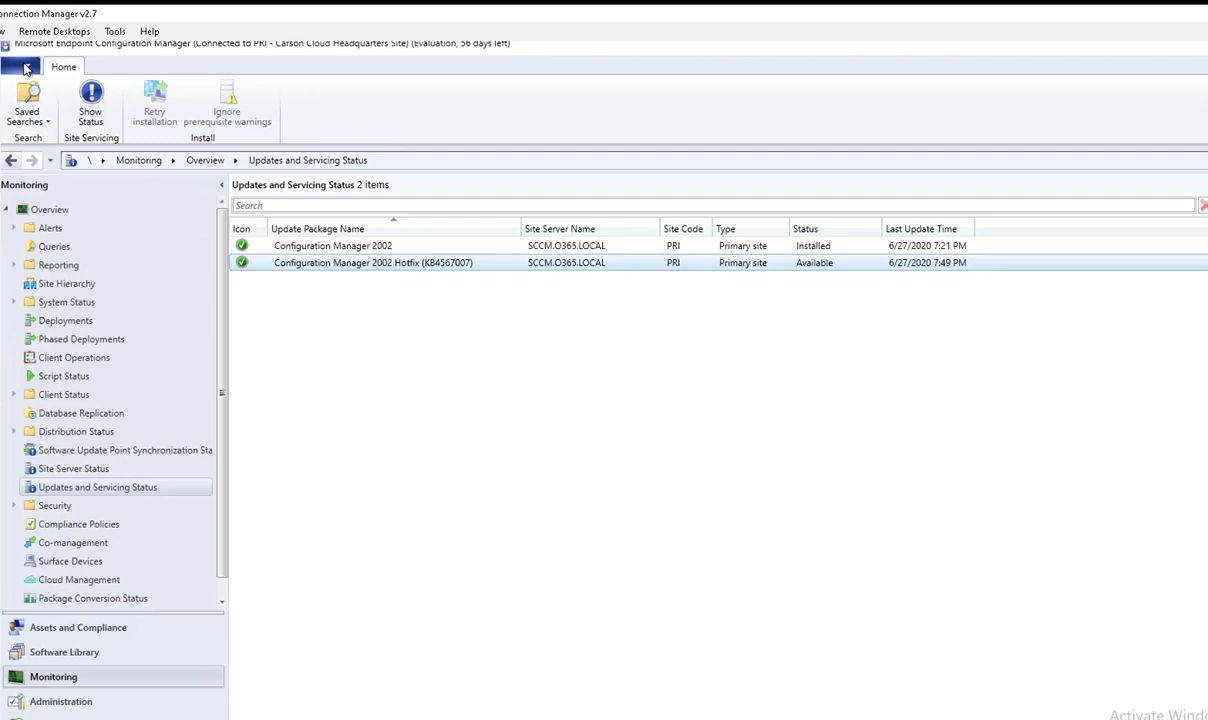 onnection Manager v2.7
w Remote Desktops Tools Help
Microsoft Endpoint Configuration Manager (Connected to PRI - Carson Cloud Headquarters Site) (Evaluation, 56 days left)
Home
Saved Searches
Show Status
Retry installation
Ignore prerequisite warnings
Search Site Servicing Install
\ Monitoring Overview Updates and Servicing Status
Monitoring
Overview
Alerts
Queries
Reporting
Site Hierarchy
System Status
Deployments
Phased Deployments
Client Operations
Script Status
Client Status
Database Replication
Distribution Status
Software Update Point Synchronization Sta
Site Server Status
Updates and Servicing Status
Security
Compliance Policies
Co-management
Surface Devices
Cloud Management
Package Conversion Status
Assets and Compliance
Software Library
Monitoring
Administration
Updates and Servicing Status 2 items
Search
Icon Update Package Name Site Server Name Site Code Type Status Last Update Time
Configuration Manager 2002 SCCM.O365.LOCAL PRI Primary site Installed 6/27/2020 7:21 PM
Configuration Manager 2002 Hotfix (KB4567007) SCCM.O365.LOCAL PRI Primary site Available 6/27/2020 7:49 PM
Activate Windo